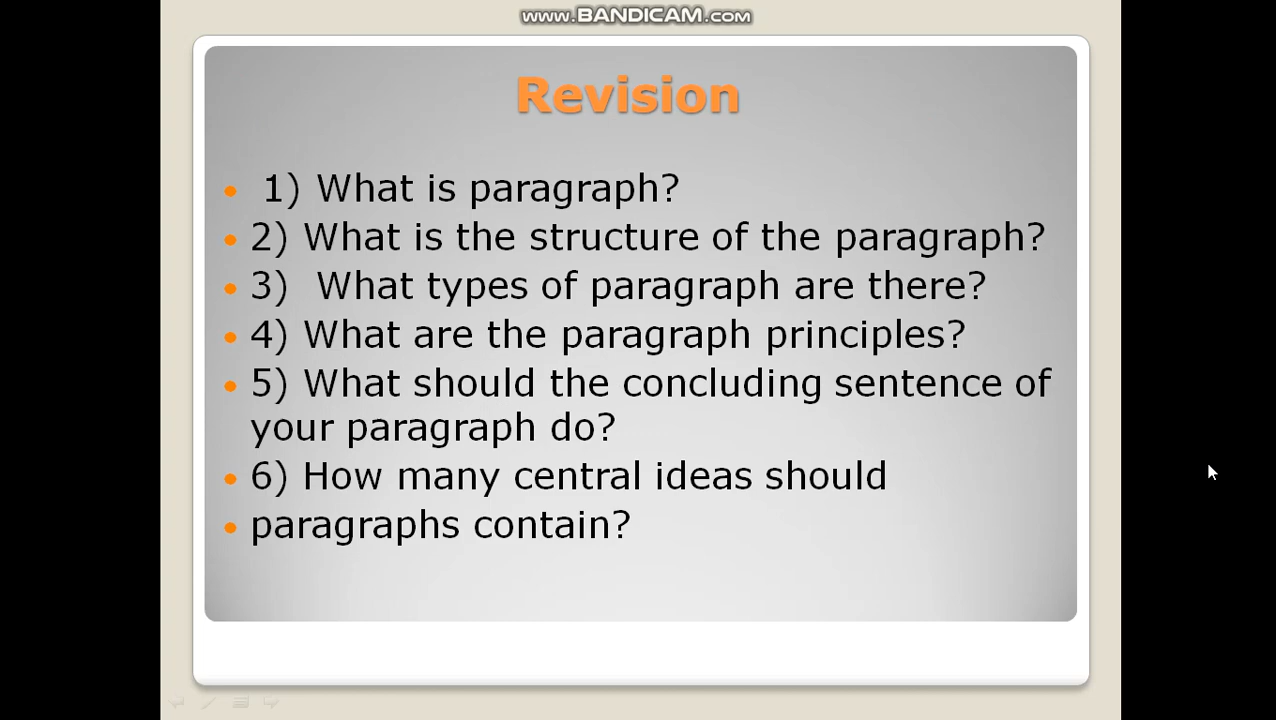 www.BANDICAM.com
Revision
1) What is paragraph?
2) What is the structure of the paragraph?
3) What types of paragraph are there?
4) What are the paragraph principles?
5) What should the concluding sentence of
your paragraph do?
6) How many central ideas should
paragraphs contain?